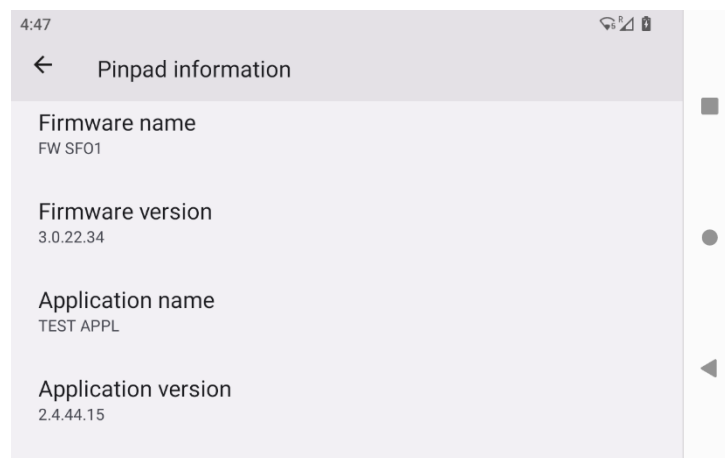 4:47
Pinpad information
Firmware name
FW SFO1
Firmware version
3.0.22.34
Application name
TEST APPL
Application version
2.4.44.15